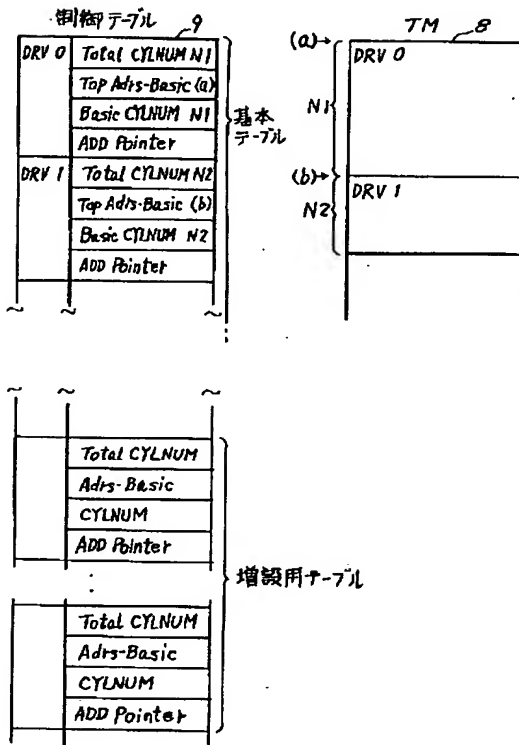 制御テーブル 9
DRV 0 Total CYLNUM N1
Top Adrs-Basic (a)
Basic CYLNUM N1
ADD Pointer
DRV 1 Total CYLNUM N2
Top Adrs-Basic (b)
Basic CYLNUM N2
ADD Pointer
基本
テーブル
TM 8
(a)→
DRV 0
N1
(b)→
DRV 1
N2
Total CYLNUM
Adrs-Basic
CYLNUM
ADD Pointer
Total CYLNUM
Adrs-Basic
CYLNUM
ADD Pointer
増設用テーブル